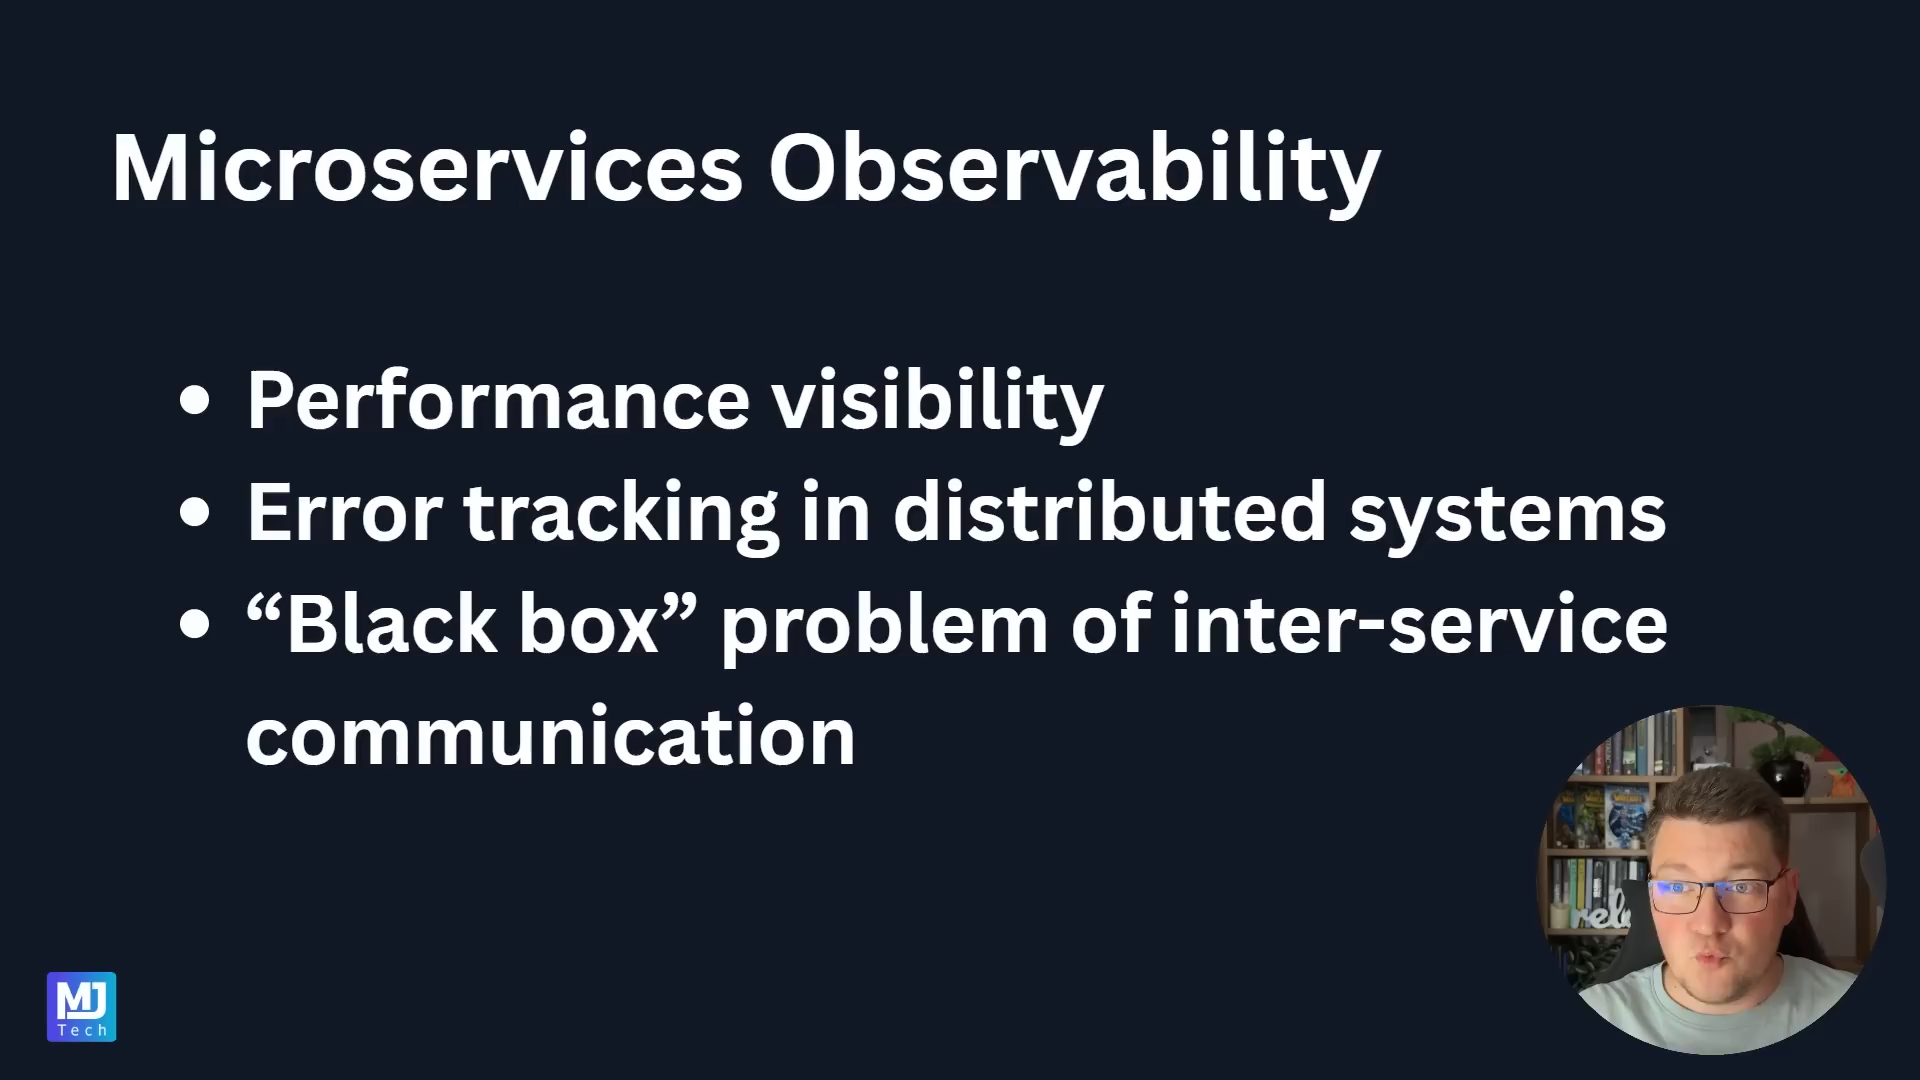 Microservices Observability
• Performance visibility
• Error tracking in distributed systems
• “Black box” problem of inter-service
communication
MJ
Tech